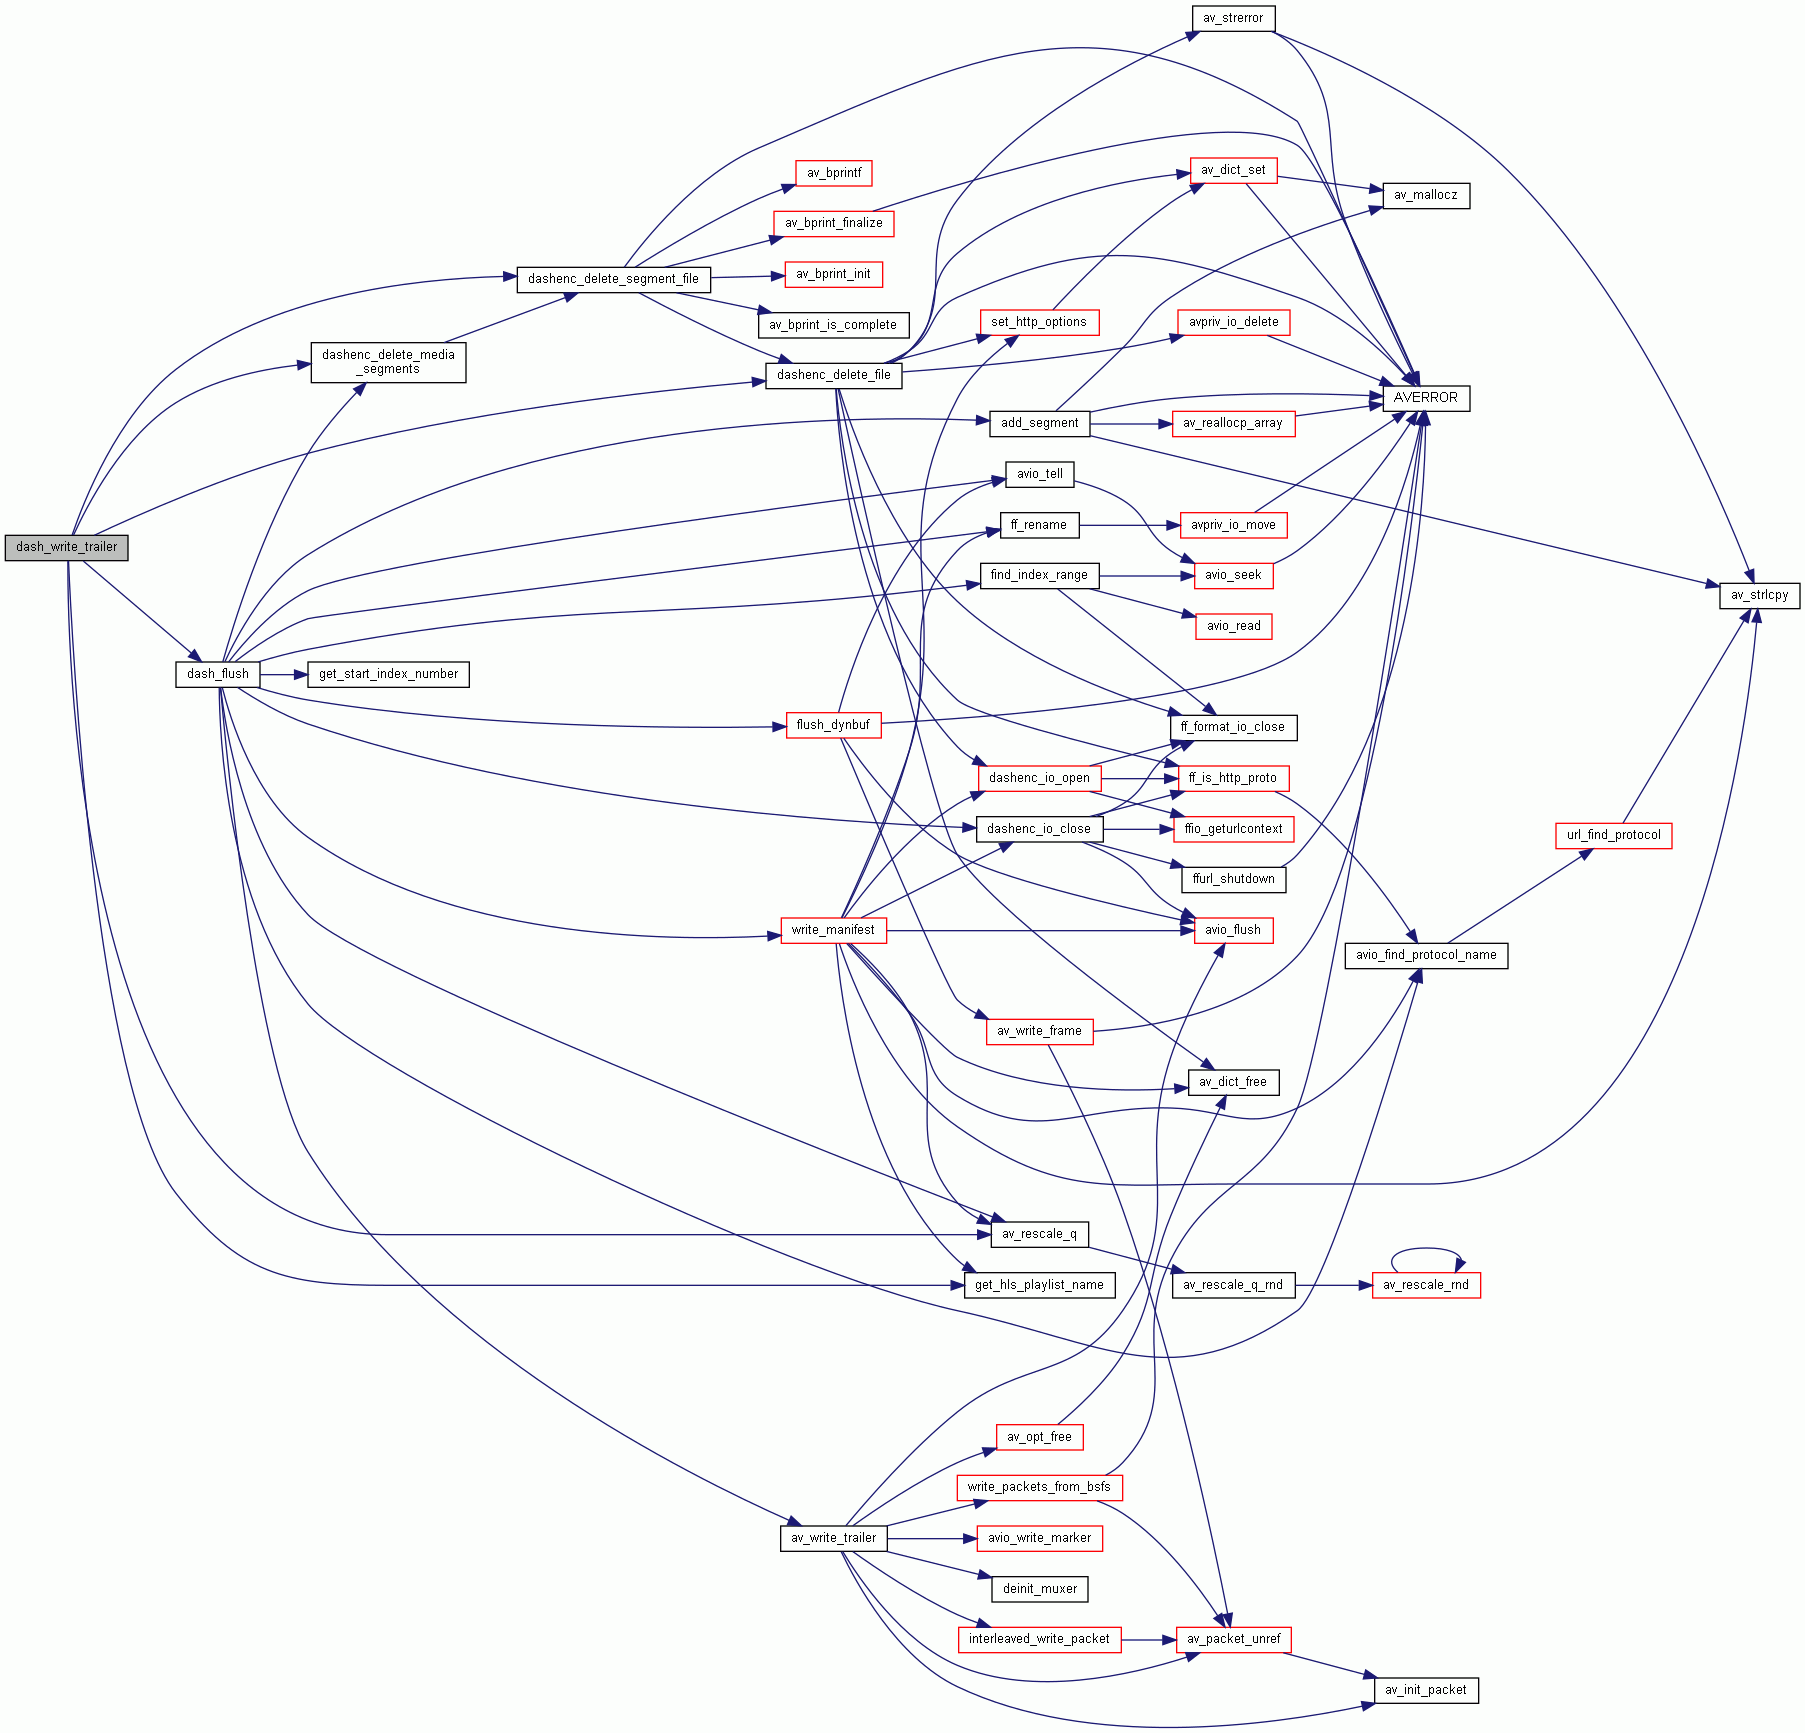 av_strerror
av_bprintf
av_dict_set
av_mallocz
av_bprint_finalize
dashenc_delete_segment_file
av_bprint_init
av_bprint_is_complete
set_http_options
avpriv_io_delete
dashenc_delete_media
_segments
dashenc_delete_file
AVERROR
add_segment
av_reallocp_array
avio_tell
ff_rename
avpriv_io_move
dash_write_trailer
find_index_range
avio_seek
av_strlcpy
avio_read
dash_flush
get_start_index_number
flush_dynbuf
ff_format_io_close
dashenc_io_open
ff_is_http_proto
dashenc_io_close
ffio_geturlcontext
url_find_protocol
ffurl_shutdown
write_manifest
avio_flush
avio_find_protocol_name
av_write_frame
av_dict_free
av_rescale_q
get_hls_playlist_name
av_rescale_q_rnd
av_rescale_rnd
av_opt_free
write_packets_from_bsfs
av_write_trailer
avio_write_marker
deinit_muxer
interleaved_write_packet
av_packet_unref
av_init_packet